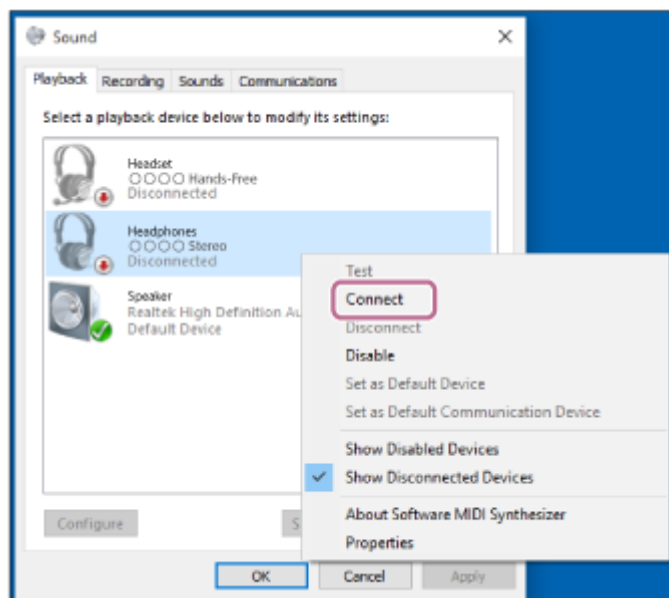 Sound
Playback Recording Sounds Communications
Select a playback device below to modify its settings:
Headset
○○○○ Hands-Free
Disconnected
Headphones
○○○○ Stereo
Disconnected
Speaker
Realtek High Definition Au
Default Device
Test
Connect
Disconnect
Disable
Set as Default Device
Set as Default Communication Device
Show Disabled Devices
Show Disconnected Devices
About Software MIDI Synthesizer
Properties
Configure S
OK Cancel Apply